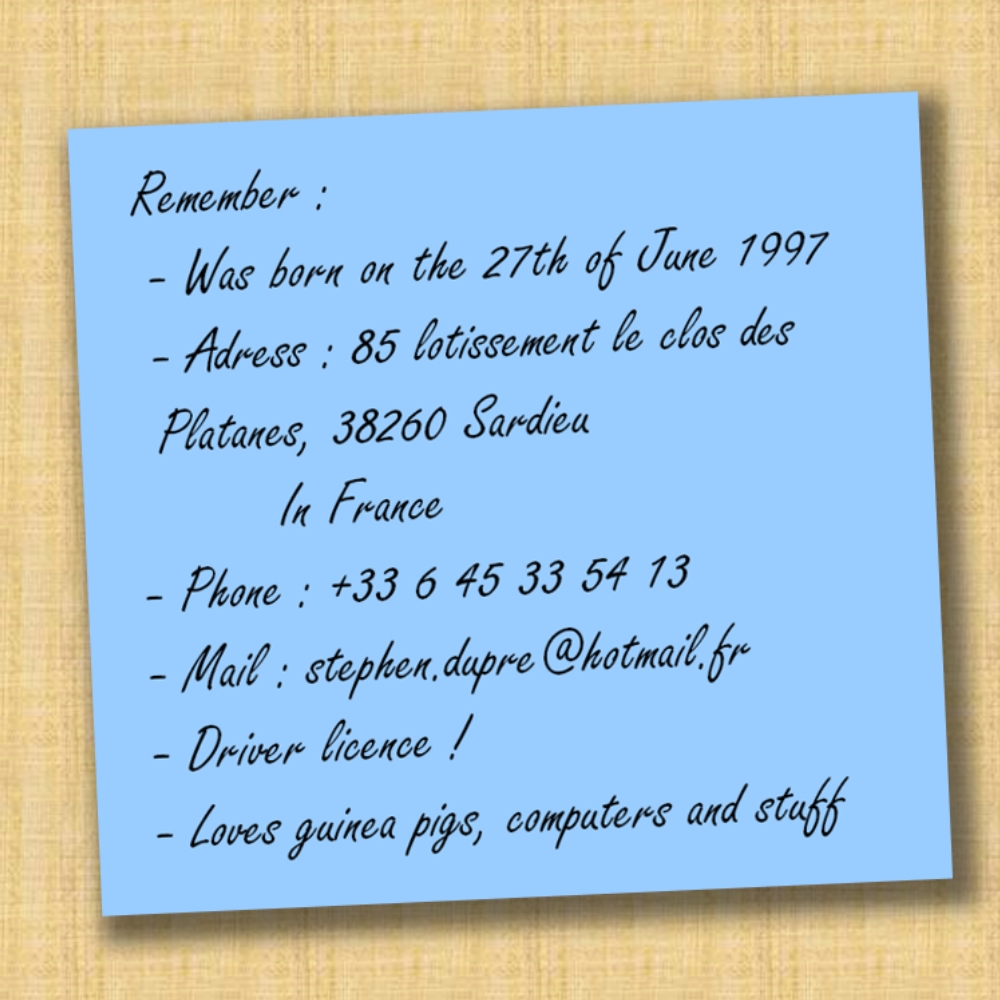 Remember :
- Was born on the 27th of June 1997
- Adress : 85 lotissement le clos des
Platanes, 38260 Sardieu
In France
- Phone : +33 6 45 33 54 13
- Mail : stephen.dupre@hotmail.fr
- Driver licence !
- Loves guinea pigs, computers and stuff